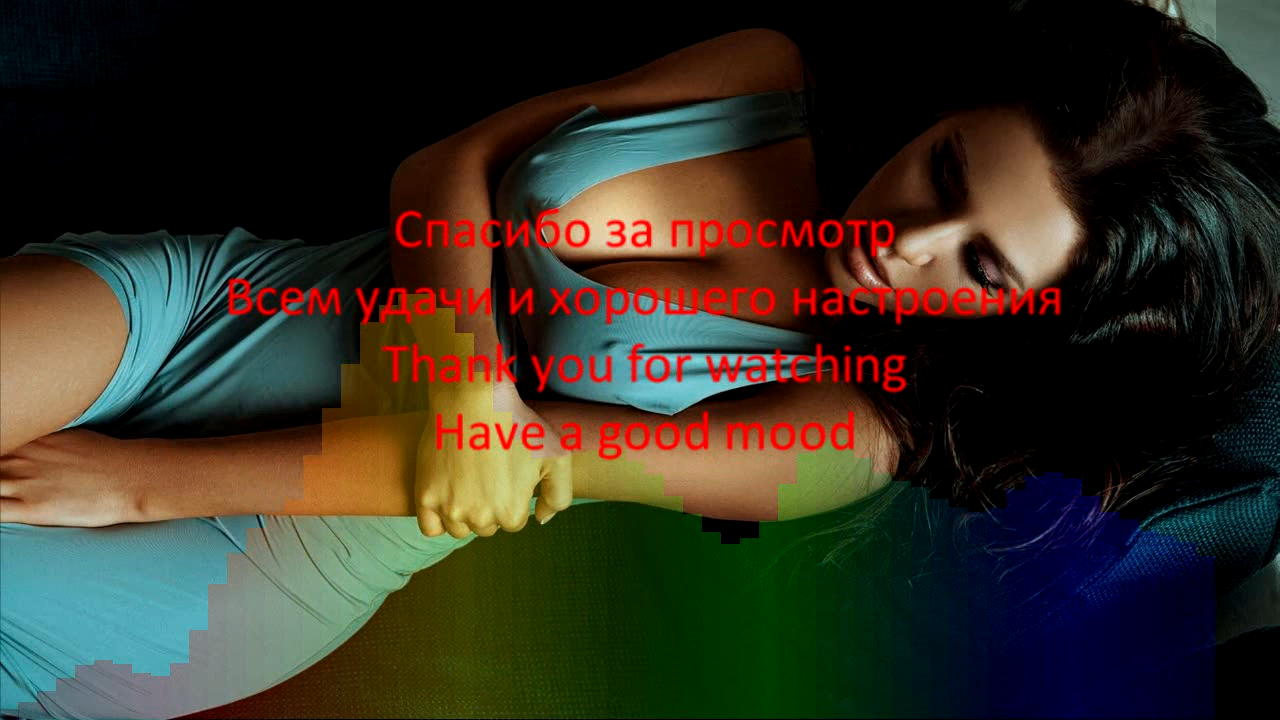 Спасибо за просмотр
Всем удачи и хорошего настроения
Thank you for watching
Have a good mood